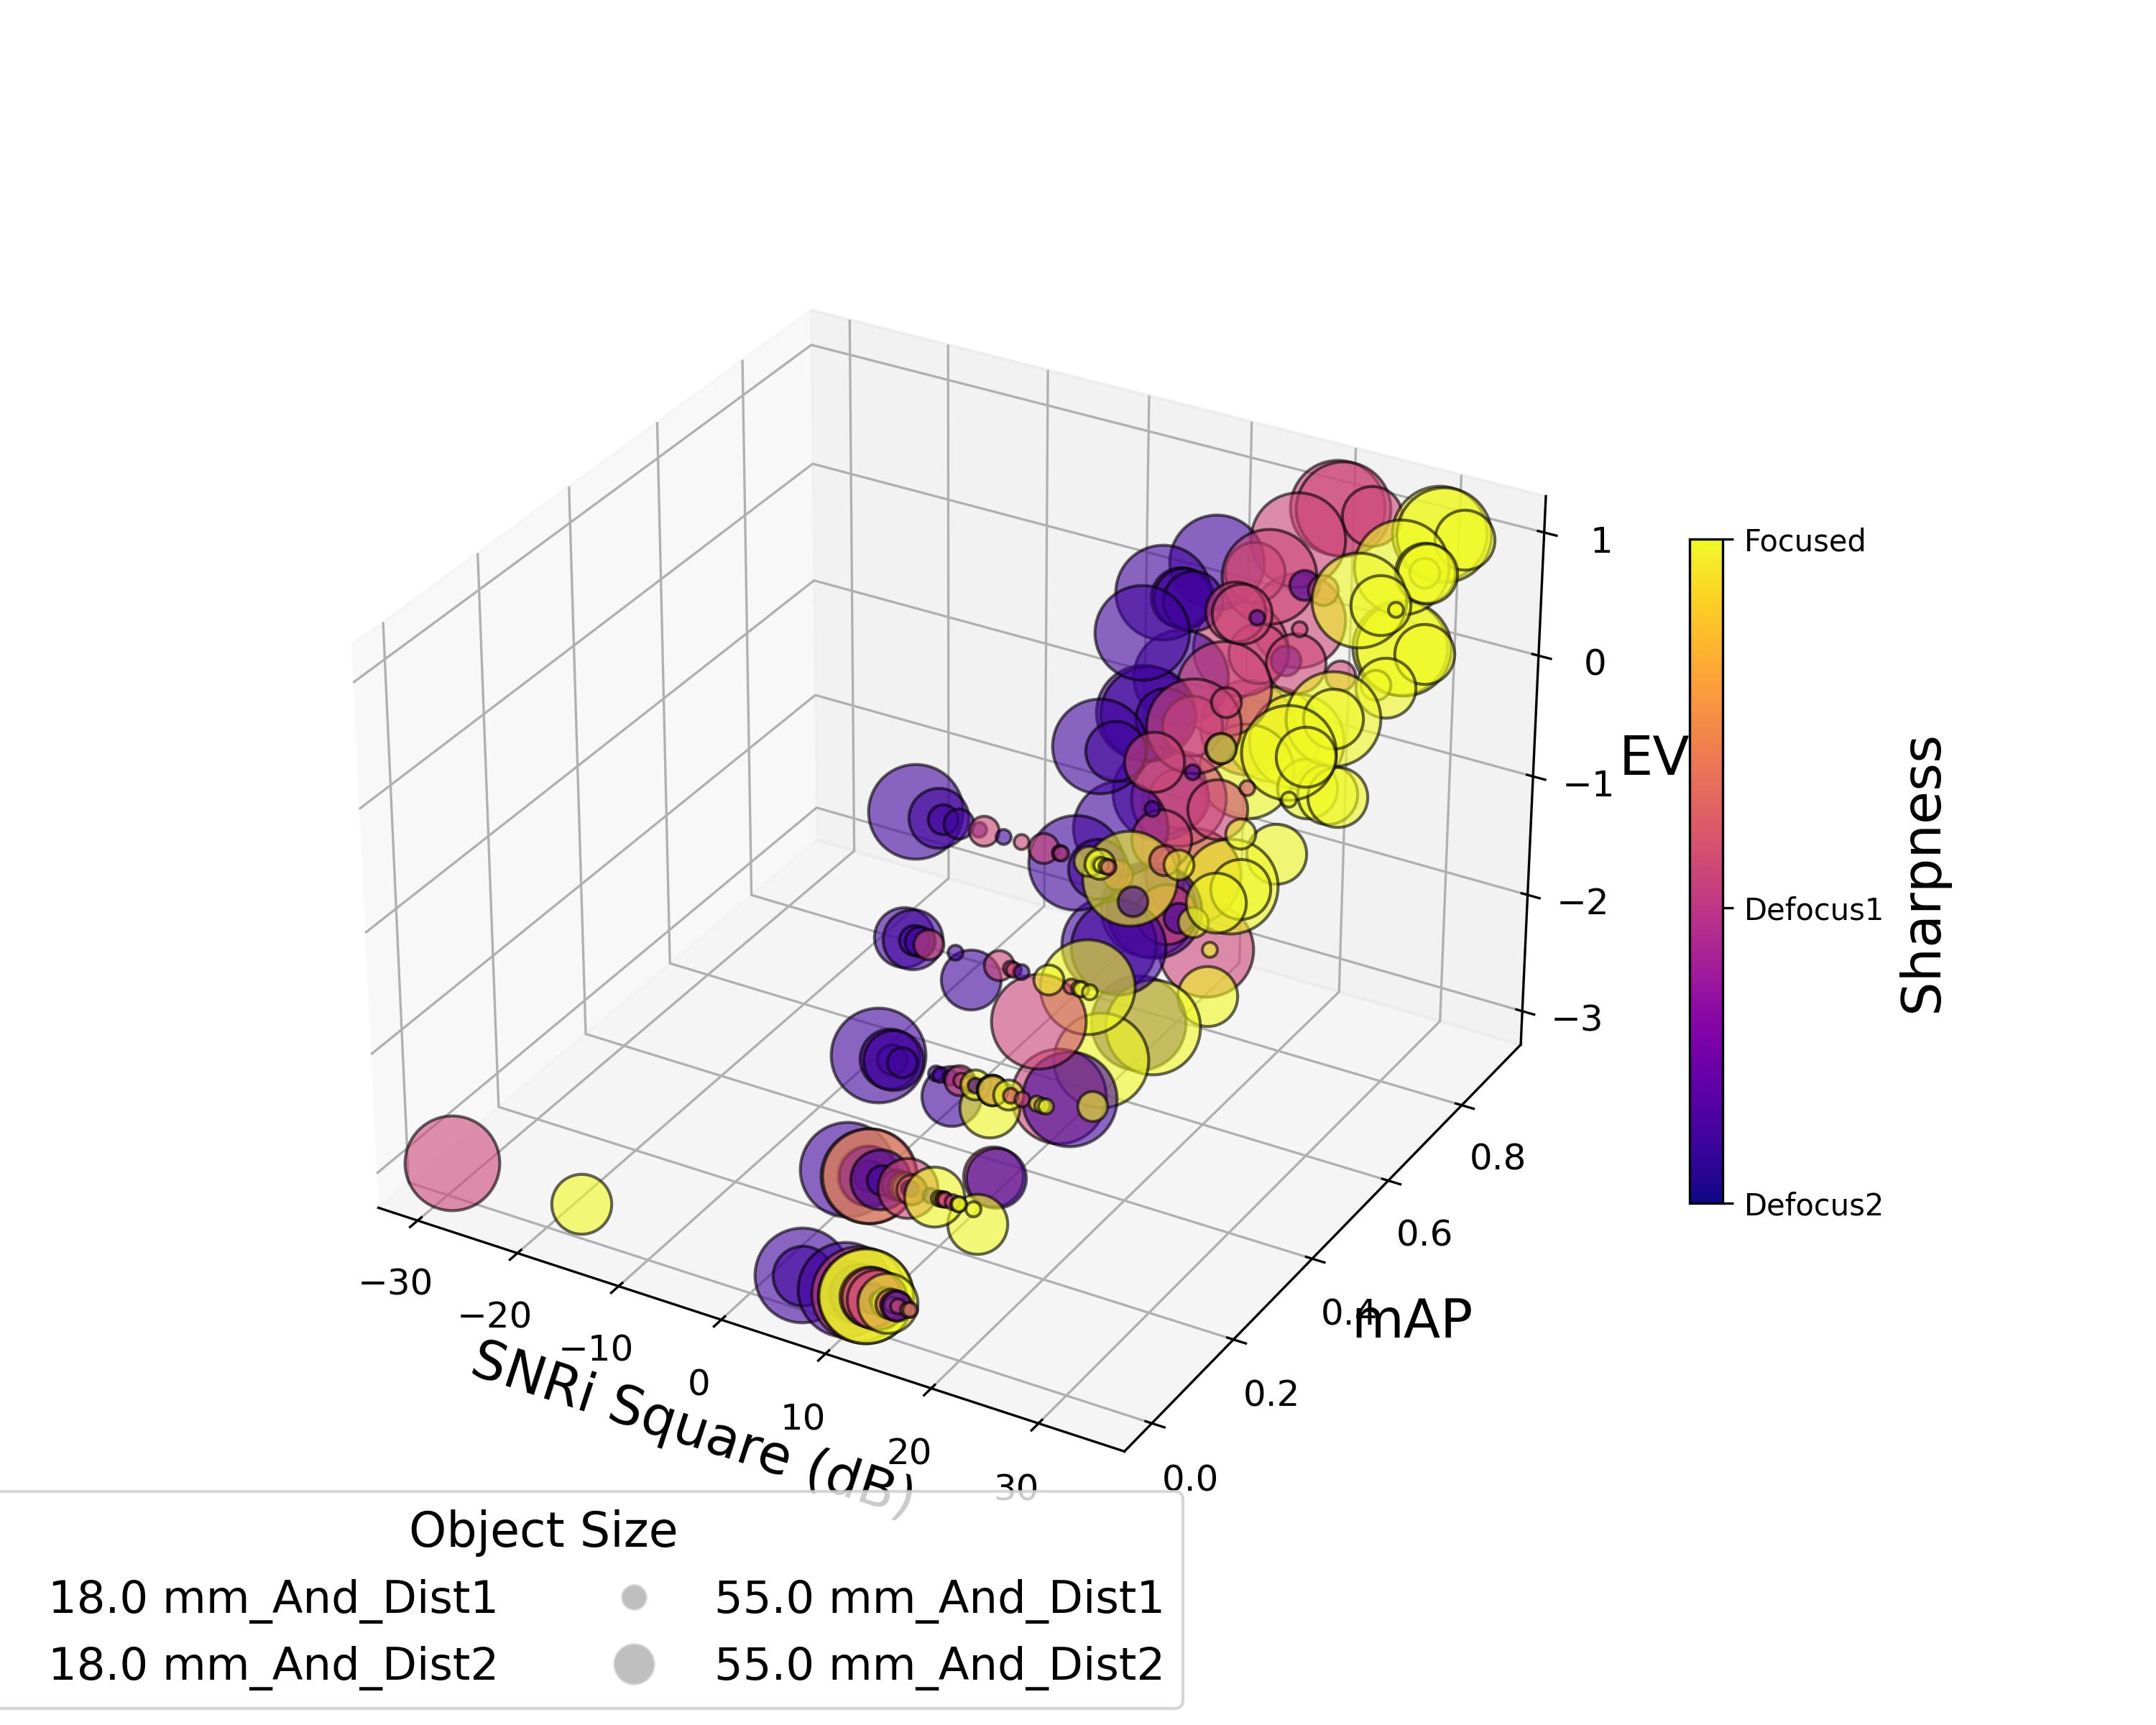 1
0
−1
−2
−3
EV
Focused
Defocus1
Defocus2
Sharpness
0.8
0.6
0.4
0.2
0.0
mAP
−30
−20
−10
0
10
20
30
SNRi Square (dB)
Object Size
18.0 mm_And_Dist1
55.0 mm_And_Dist1
18.0 mm_And_Dist2
55.0 mm_And_Dist2